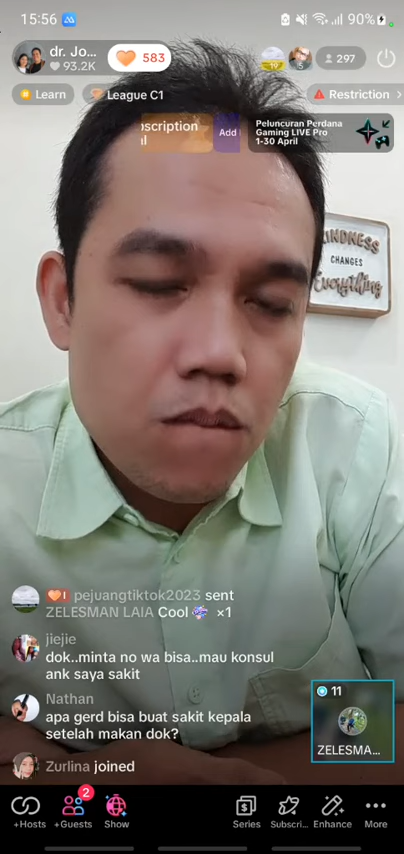 15:56
90%
dr. Jo...
93.2K
583
19
297
Learn
League C1
Restriction
scription
Add
Peluncuran Perdana
Gaming LIVE Pro
1-30 April
KINDNESS
CHANGES
Everything
pejuangtiktok2023 sent
ZELESMAN LAIA Cool ×1
jiejie
dok..minta no wa bisa..mau konsul
ank saya sakit
Nathan
apa gerd bisa buat sakit kepala
setelah makan dok?
11
ZELESMA...
Zurlina joined
2
+Hosts
+Guests
Show
Series
Subscri...
Enhance
More